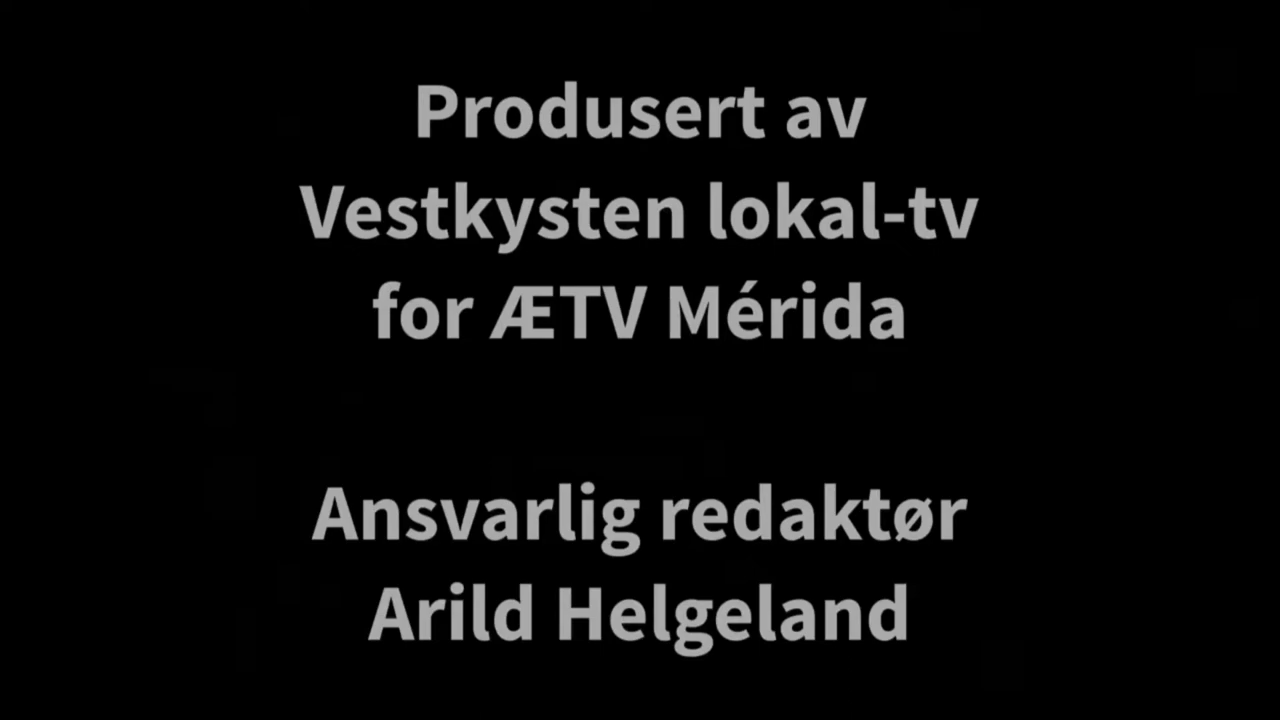 Produsert av
Vestkysten lokal-tv
for ÆTV Mérida
Ansvarlig redaktør
Arild Helgeland